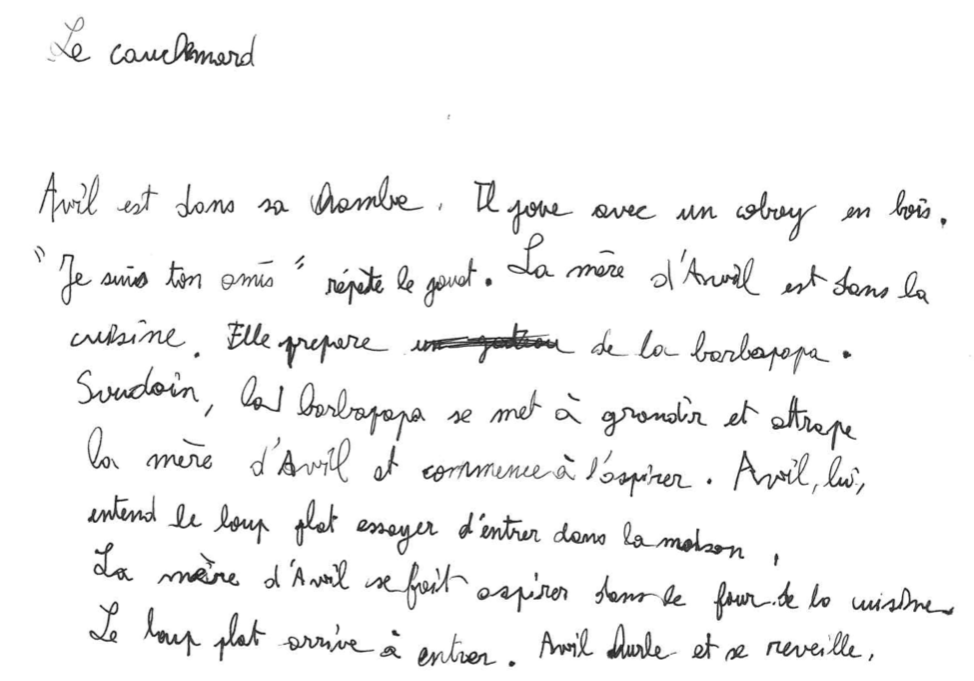 Le cauchemard
Avril est dans sa chambe. Il joue avec un coboy en bois.
"Je suis ton amis" répète le jouet. La mère d'Avril est dans la
cuisine. Elle prepare de la barbapapa.
Soudain, la barbapapa se met à grandir et attrape
la mère d'Avril et commence à l'aspirer. Avril, lui,
entend le loup plat essayer d'entrer dans la maison,
La mère d'Avril se fait aspirer dans le four de la cuisine.
Le loup plat arrive à entrer. Avril hurle et se reveille,